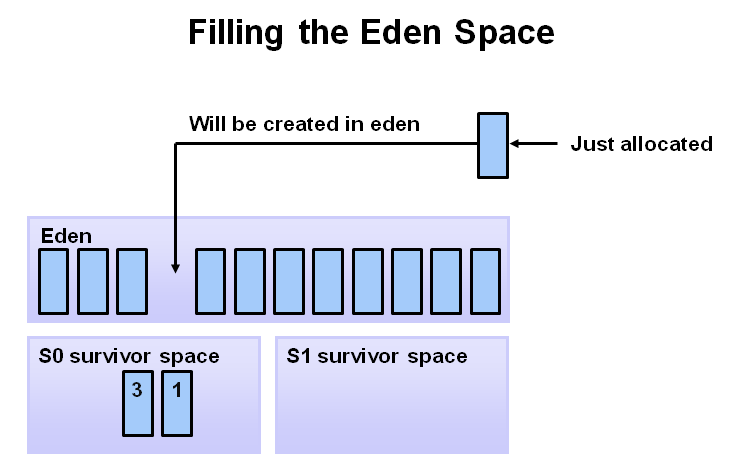 Filling the Eden Space
Will be created in eden
Just allocated
Eden
S0 survivor space
S1 survivor space
3 1